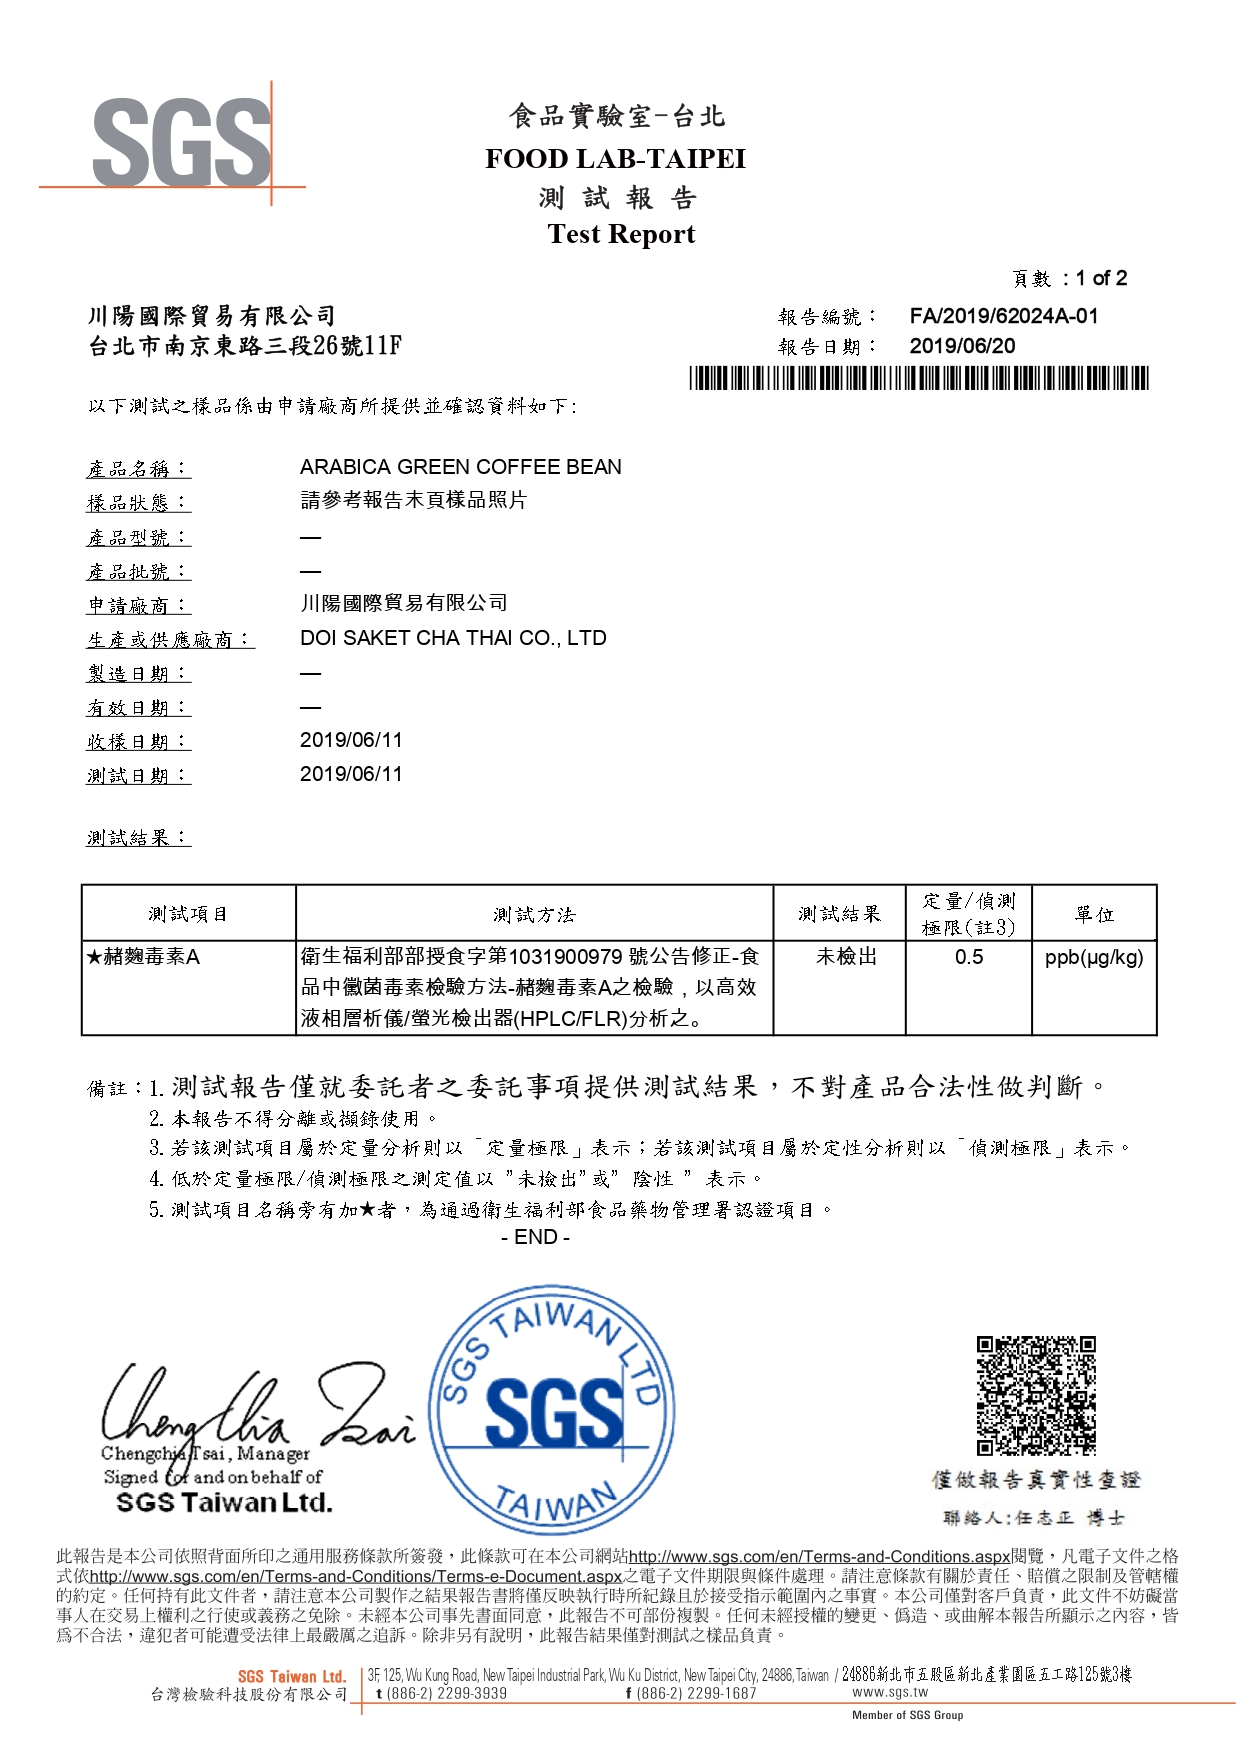 SGS
食品實驗室-台北
FOOD LAB-TAIPEI
測 試 報 告
Test Report
頁數 : 1 of 2
川陽國際貿易有限公司
台北市南京東路三段26號11F
報告編號： FA/2019/62024A-01
報告日期： 2019/06/20
以下測試之樣品係由申請廠商所提供並確認資料如下:
產品名稱： ARABICA GREEN COFFEE BEAN
樣品狀態： 請參考報告末頁樣品照片
產品型號： —
產品批號： —
申請廠商： 川陽國際貿易有限公司
生產或供應廠商： DOI SAKET CHA THAI CO., LTD
製造日期： —
有效日期： —
收樣日期： 2019/06/11
測試日期： 2019/06/11
測試結果：
測試項目 測試方法 測試結果 定量/偵測極限(註3) 單位
★赭麴毒素A 衛生福利部部授食字第1031900979 號公告修正-食 未檢出 0.5 ppb(μg/kg)
品中黴菌毒素檢驗方法-赭麴毒素A之檢驗，以高效
液相層析儀/螢光檢出器(HPLC/FLR)分析之。
備註：1. 測試報告僅就委託者之委託事項提供測試結果，不對產品合法性做判斷。
2. 本報告不得分離或擷錄使用。
3. 若該測試項目屬於定量分析則以「定量極限」表示；若該測試項目屬於定性分析則以「偵測極限」表示。
4. 低於定量極限/偵測極限之測定值以 "未檢出"或" 陰性 " 表示。
5. 測試項目名稱旁有加★者，為通過衛生福利部食品藥物管理署認證項目。
- END -
Chengchia Tsai
Chengchia Tsai, Manager
Signed for and on behalf of
SGS Taiwan Ltd.
SGS TAIWAN LTD
SGS
TAIWAN
僅做報告真實性查證
聯絡人:任志正 博士
此報告是本公司依照背面所印之通用服務條款所簽發，此條款可在本公司網站http://www.sgs.com/en/Terms-and-Conditions.aspx閱覽，凡電子文件之格
式依http://www.sgs.com/en/Terms-and-Conditions/Terms-e-Document.aspx之電子文件期限與條件處理。請注意條款有關於責任、賠償之限制及管轄權
的約定。任何持有此文件者，請注意本公司製作之結果報告書將僅反映執行時所紀錄且於接受指示範圍內之事實。本公司僅對客戶負責，此文件不妨礙當
事人在交易上權利之行使或義務之免除。未經本公司事先書面同意，此報告不可部份複製。任何未經授權的變更、偽造、或曲解本報告所顯示之內容，皆
為不合法，違犯者可能遭受法律上最嚴厲之追訴。除非另有說明，此報告結果僅對測試之樣品負責。
SGS Taiwan Ltd. 3F, 125, Wu Kung Road, New Taipei Industrial Park, Wu Ku District, New Taipei City, 24886, Taiwan / 24886新北市五股區新北產業園區五工路125號3樓
台灣檢驗科技股份有限公司 t (886-2) 2299-3939 f (886-2) 2299-1687 www.sgs.tw
Member of SGS Group